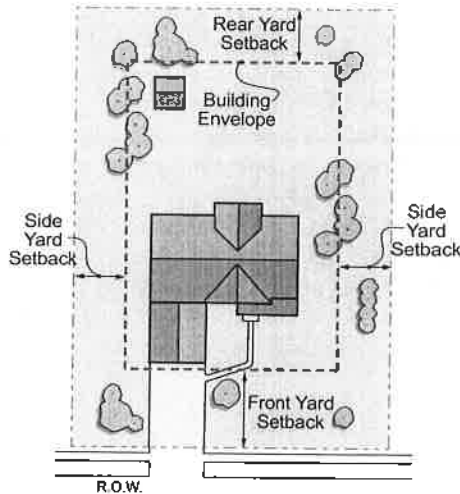 Rear Yard
Setback
Building
Envelope
Side
Yard
Setback
Side
Yard
Setback
Front Yard
Setback
R.O.W.